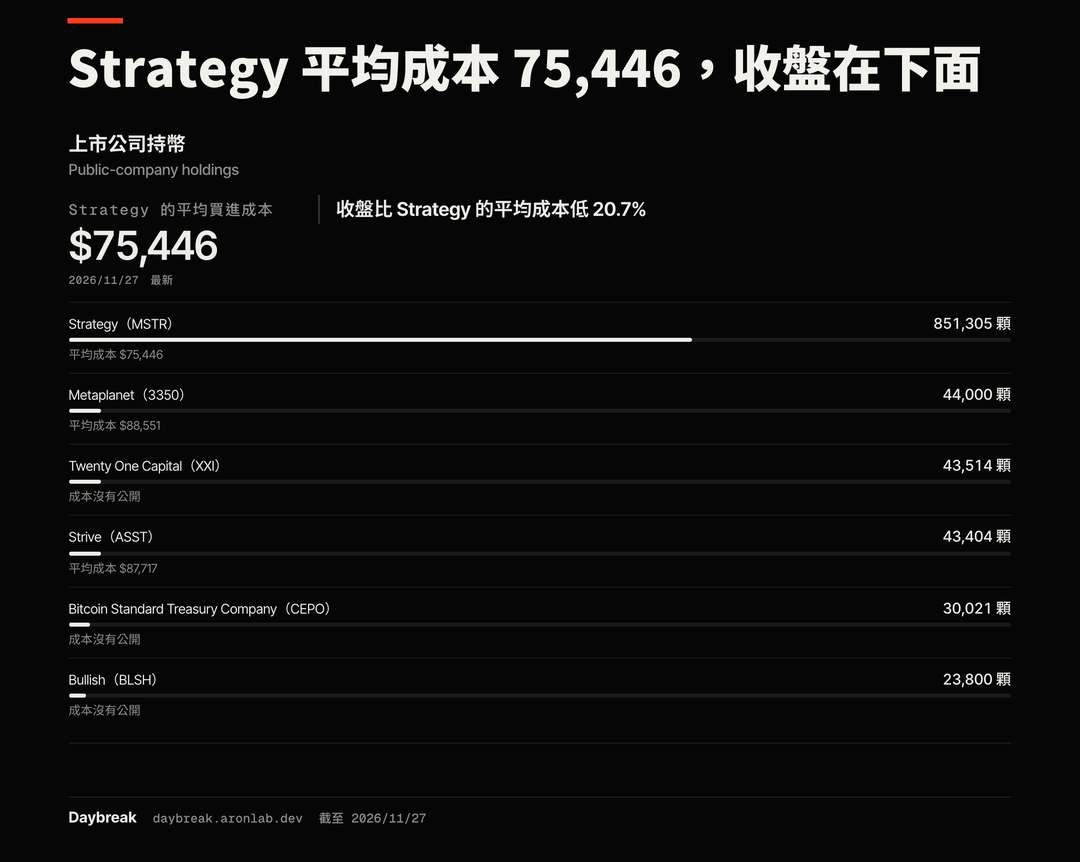 Strategy 平均成本 75,446，收盤在下面
上市公司持幣
Public-company holdings
Strategy 的平均買進成本
收盤比 Strategy 的平均成本低 20.7%
$75,446
2026/11/27 最新
Strategy（MSTR） 851,305 顆
平均成本 $75,446
Metaplanet（3350） 44,000 顆
平均成本 $88,551
Twenty One Capital（XXI） 43,514 顆
成本沒有公開
Strive（ASST） 43,404 顆
平均成本 $87,717
Bitcoin Standard Treasury Company（CEPO） 30,021 顆
成本沒有公開
Bullish（BLSH） 23,800 顆
成本沒有公開
Daybreak daybreak.aronlab.dev 截至 2026/11/27